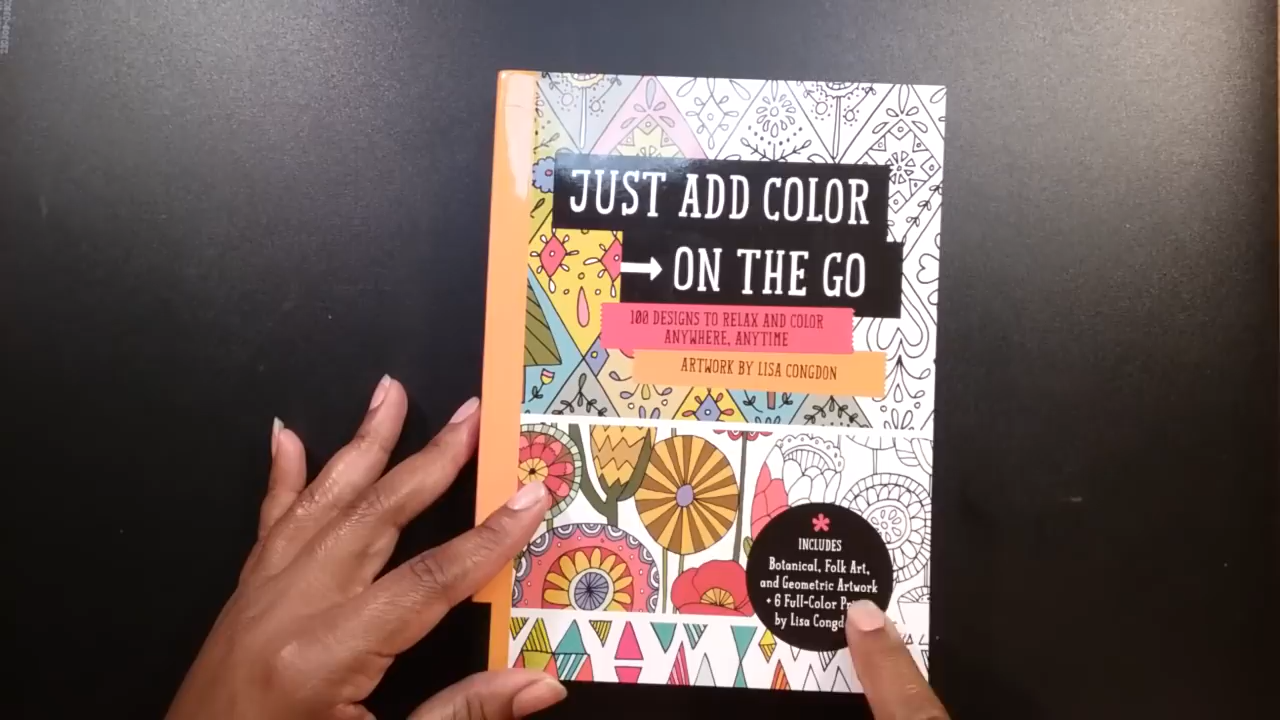 JUST ADD COLOR
ON THE GO
100 DESIGNS TO RELAX AND COLOR
ANYWHERE, ANYTIME
ARTWORK BY LISA CONGDON
INCLUDES
Botanical, Folk Art,
and Geometric Artwork
+ 6 Full-Color
by Lisa